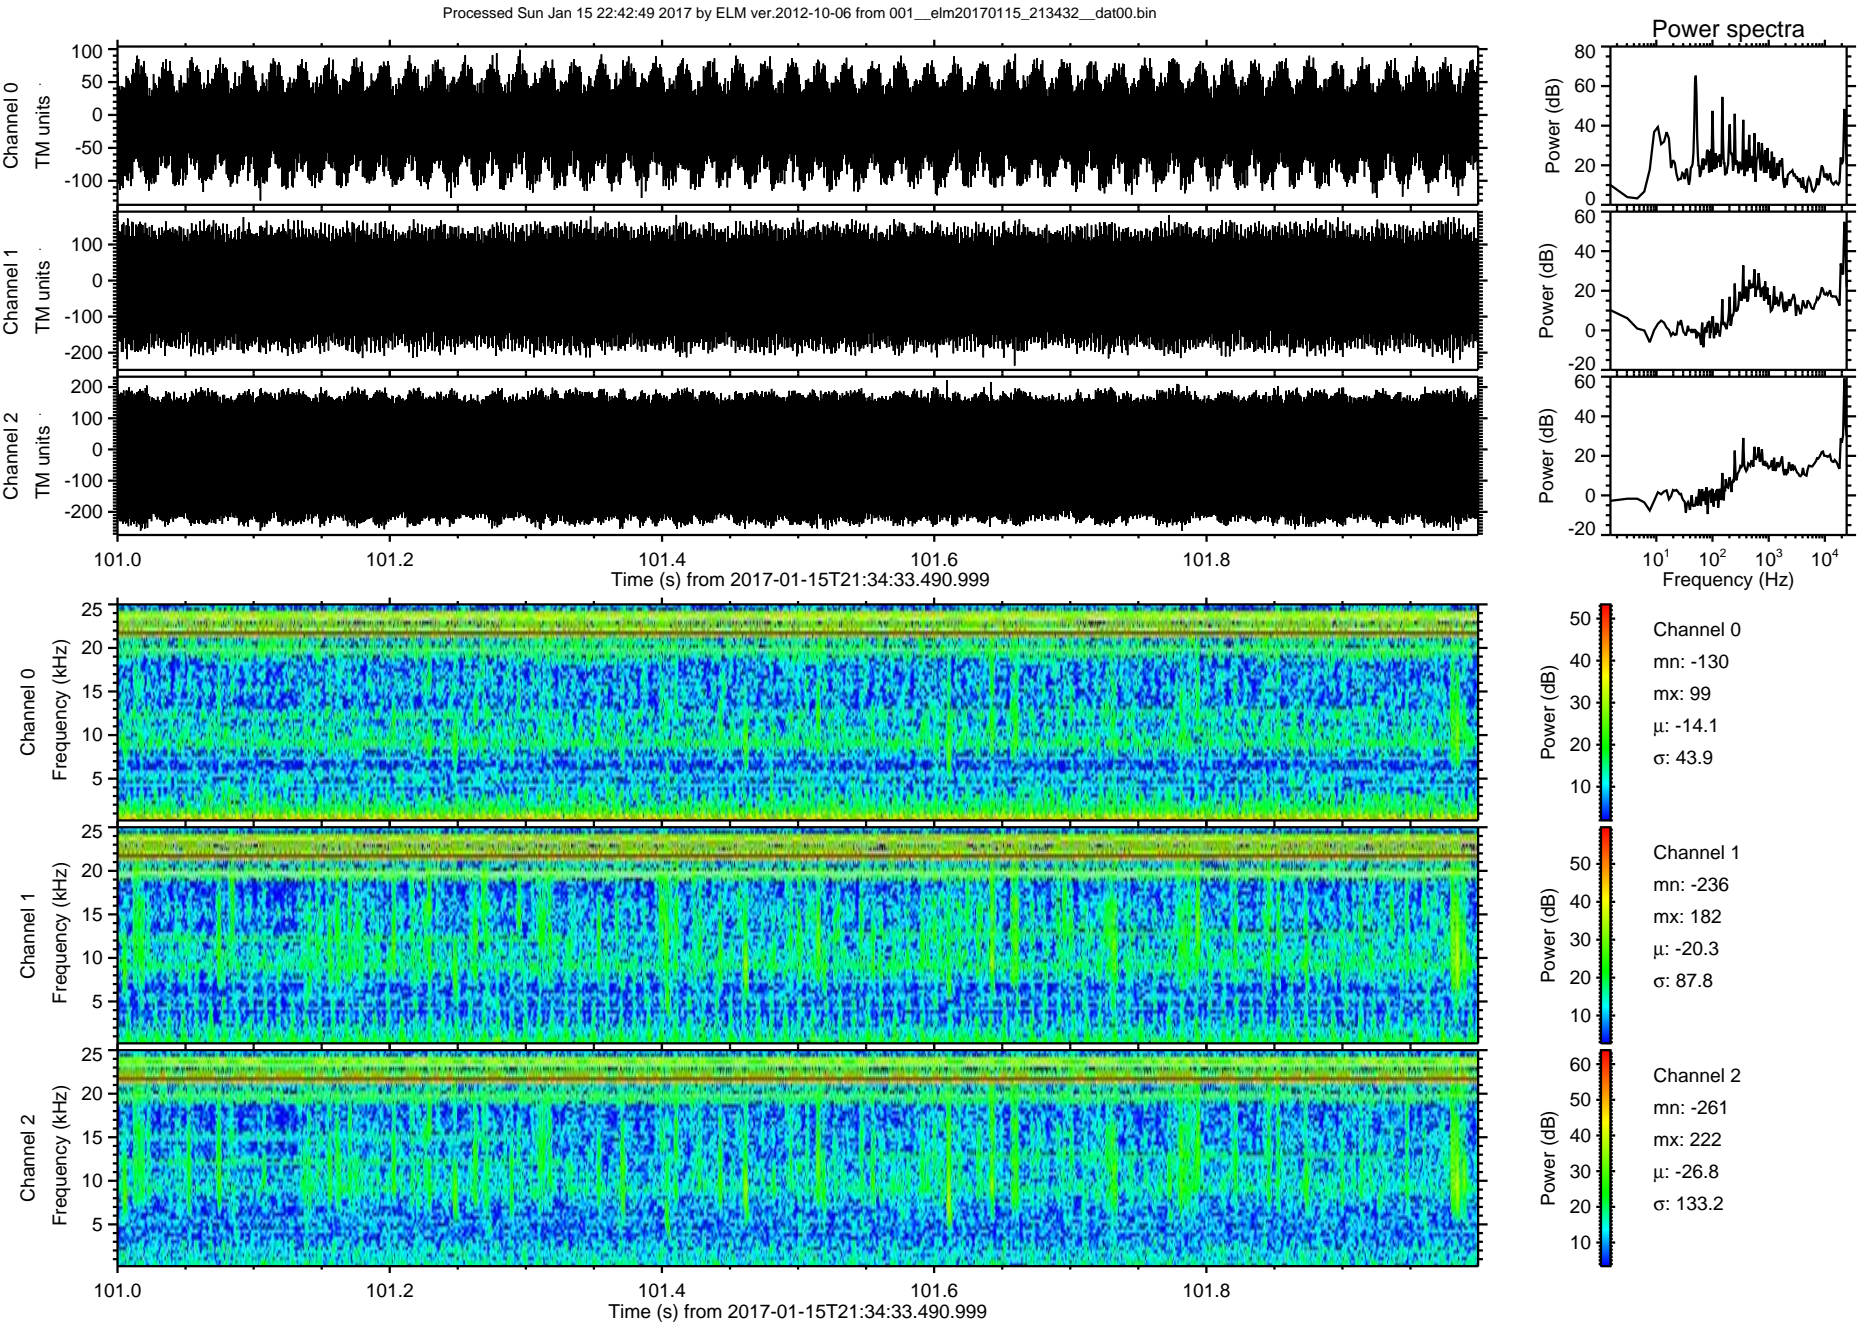 Processed Sun Jan 15 22:42:49 2017 by ELM ver.2012-10-06 from 001__elm20170115_213432__dat00.bin
Power spectra
Channel 0
TM units
100
50
0
-50
-100
Power (dB)
80
60
40
20
0
Channel 1
TM units
100
0
-100
-200
Power (dB)
60
40
20
0
-20
Channel 2
TM units
200
100
0
-100
-200
Power (dB)
60
40
20
0
-20
101.0 101.2 101.4 101.6 101.8
Time (s) from 2017-01-15T21:34:33.490.999
10¹ 10² 10³ 10⁴
Frequency (Hz)
Channel 0
Frequency (kHz)
25
20
15
10
5
Power (dB)
50
40
30
20
10
Channel 0
mn: -130
mx: 99
µ: -14.1
σ: 43.9
Channel 1
Frequency (kHz)
25
20
15
10
5
Power (dB)
50
40
30
20
10
Channel 1
mn: -236
mx: 182
µ: -20.3
σ: 87.8
Channel 2
Frequency (kHz)
25
20
15
10
5
Power (dB)
60
50
40
30
20
10
Channel 2
mn: -261
mx: 222
µ: -26.8
σ: 133.2
101.0 101.2 101.4 101.6 101.8
Time (s) from 2017-01-15T21:34:33.490.999